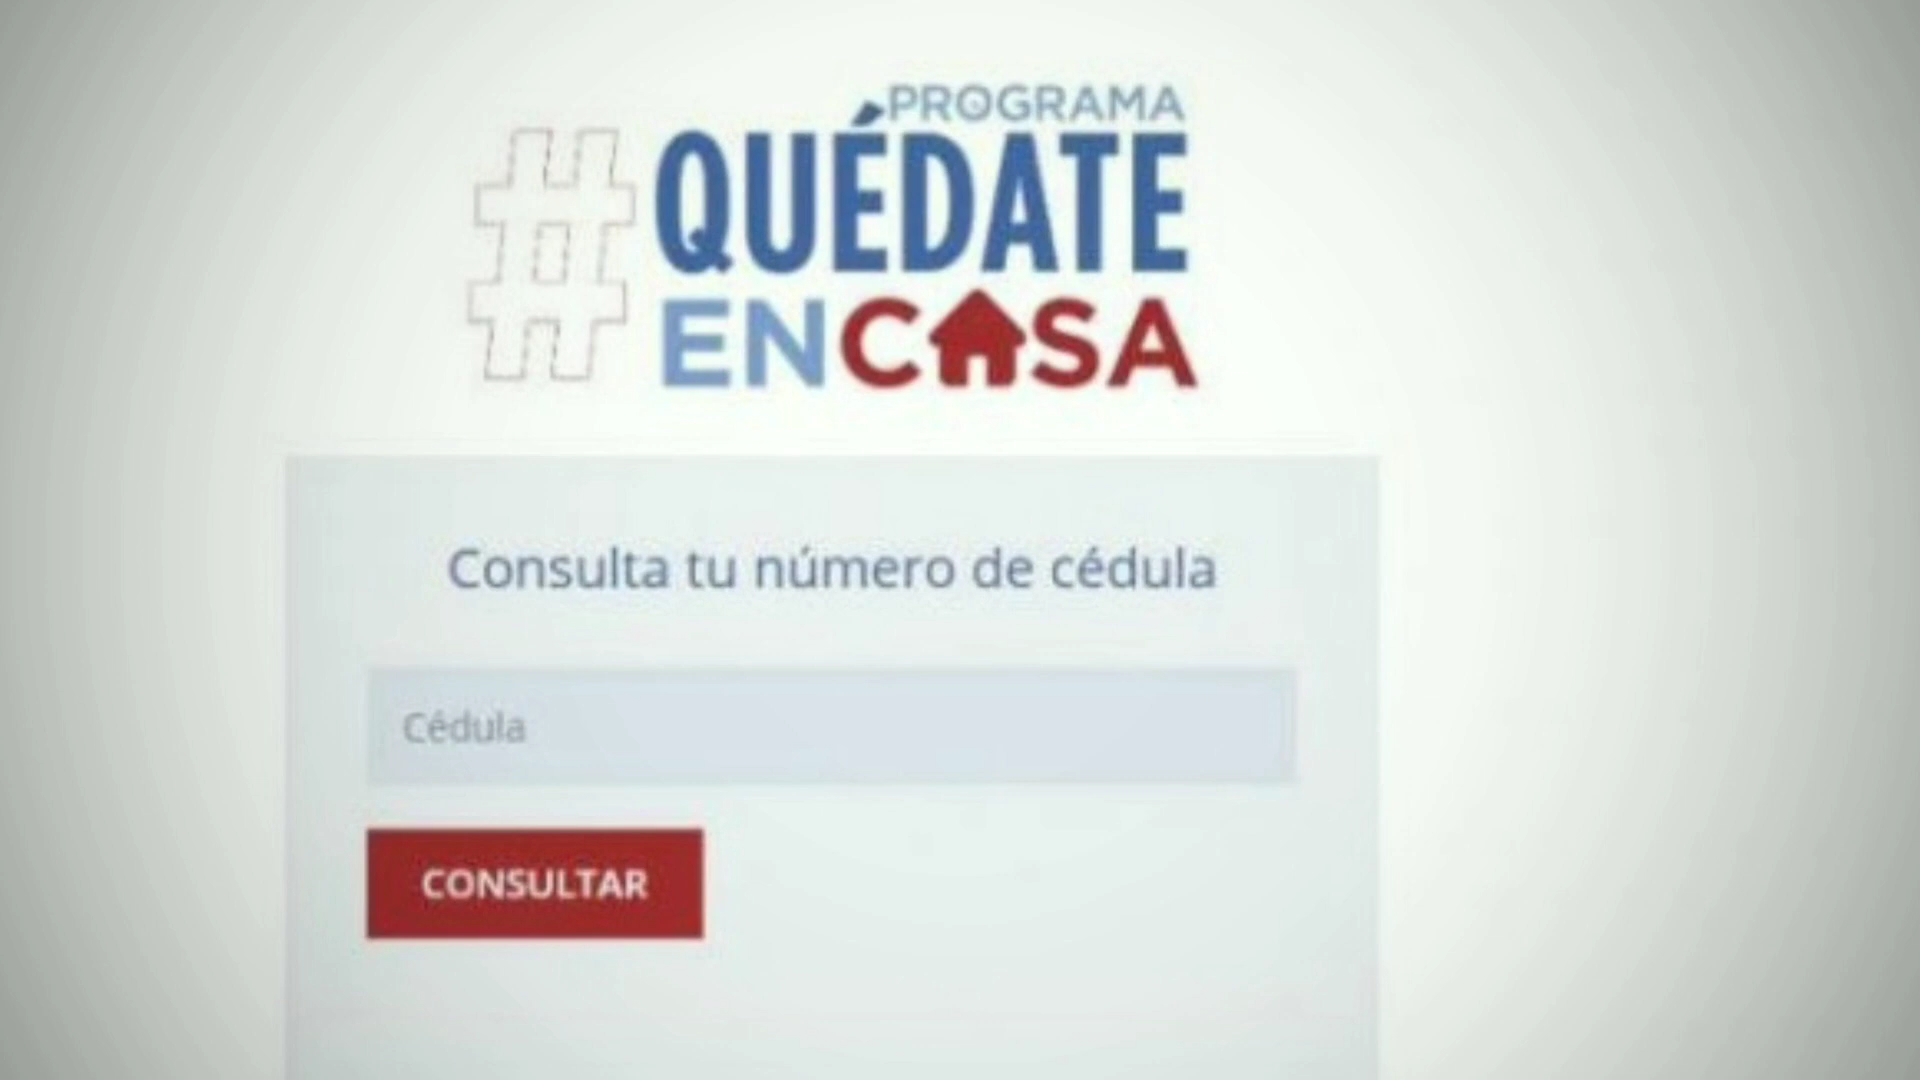 PROGRAMA
#QUÉDATE
ENCASA
Consulta tu número de cédula
Cédula
CONSULTAR